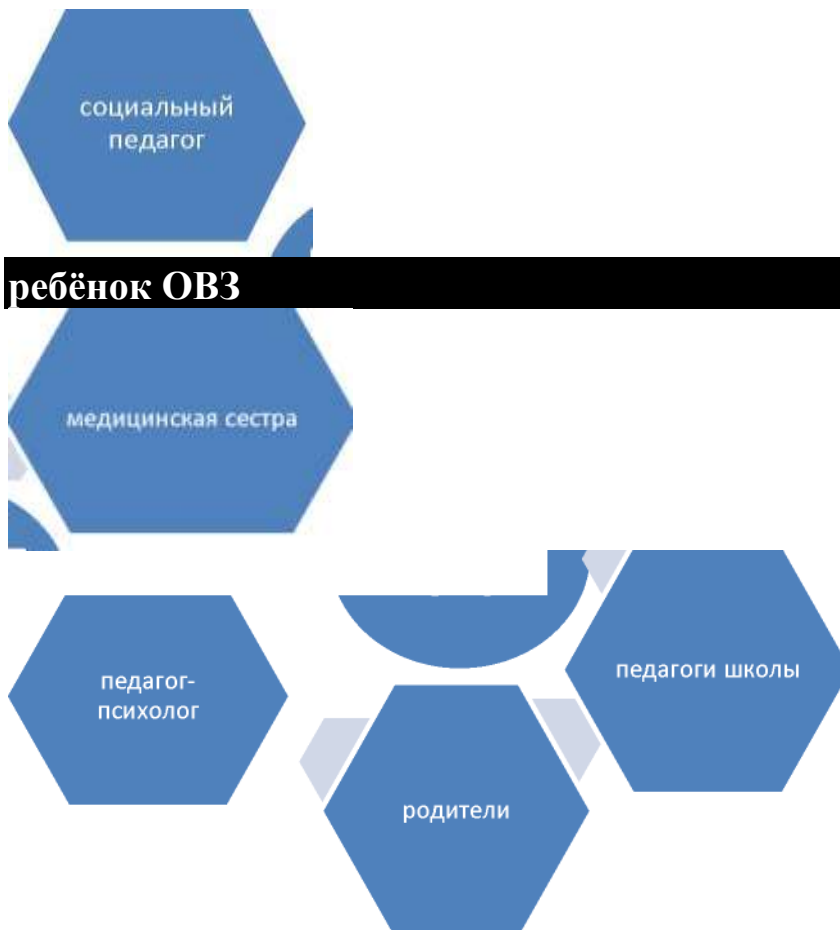 социальный
педагог
ребёнок ОВЗ
медицинская сестра
педагог-
психолог
педагоги школы
родители